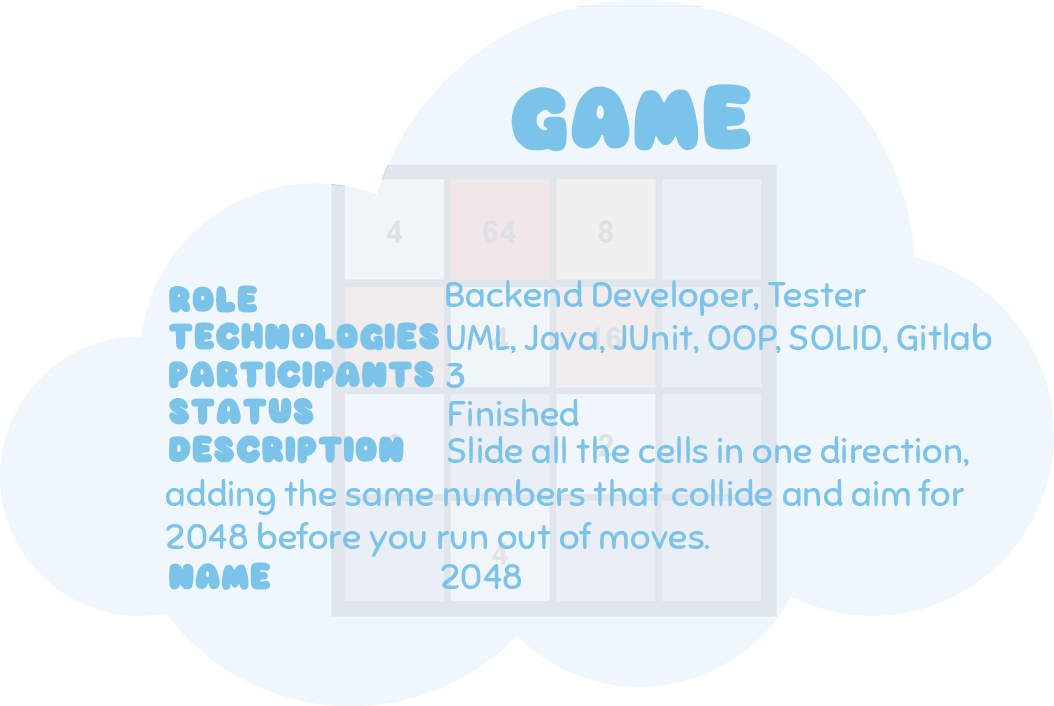 GAME
4 64 8
ROLE Backend Developer, Tester
TECHNOLOGIES UML, Java, JUnit, OOP, SOLID, Gitlab
PARTICIPANTS 3
STATUS Finished
DESCRIPTION Slide all the cells in one direction,
adding the same numbers that collide and aim for
2048 before you run out of moves.
4
NAME 2048